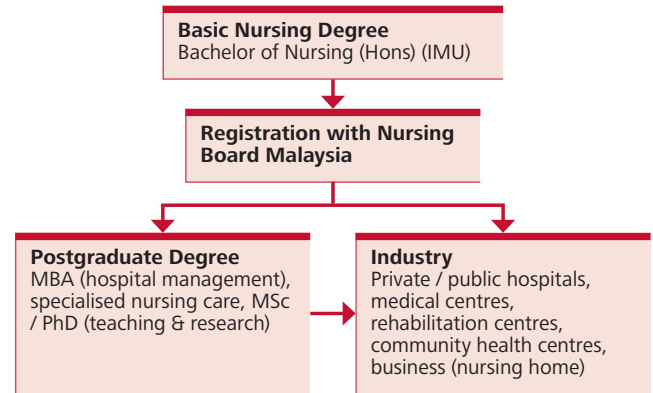 Basic Nursing Degree
Bachelor of Nursing (Hons) (IMU)
Registration with Nursing
Board Malaysia
Postgraduate Degree
MBA (hospital management),
specialised nursing care, MSc
/ PhD (teaching & research)
Industry
Private / public hospitals,
medical centres,
rehabilitation centres,
community health centres,
business (nursing home)